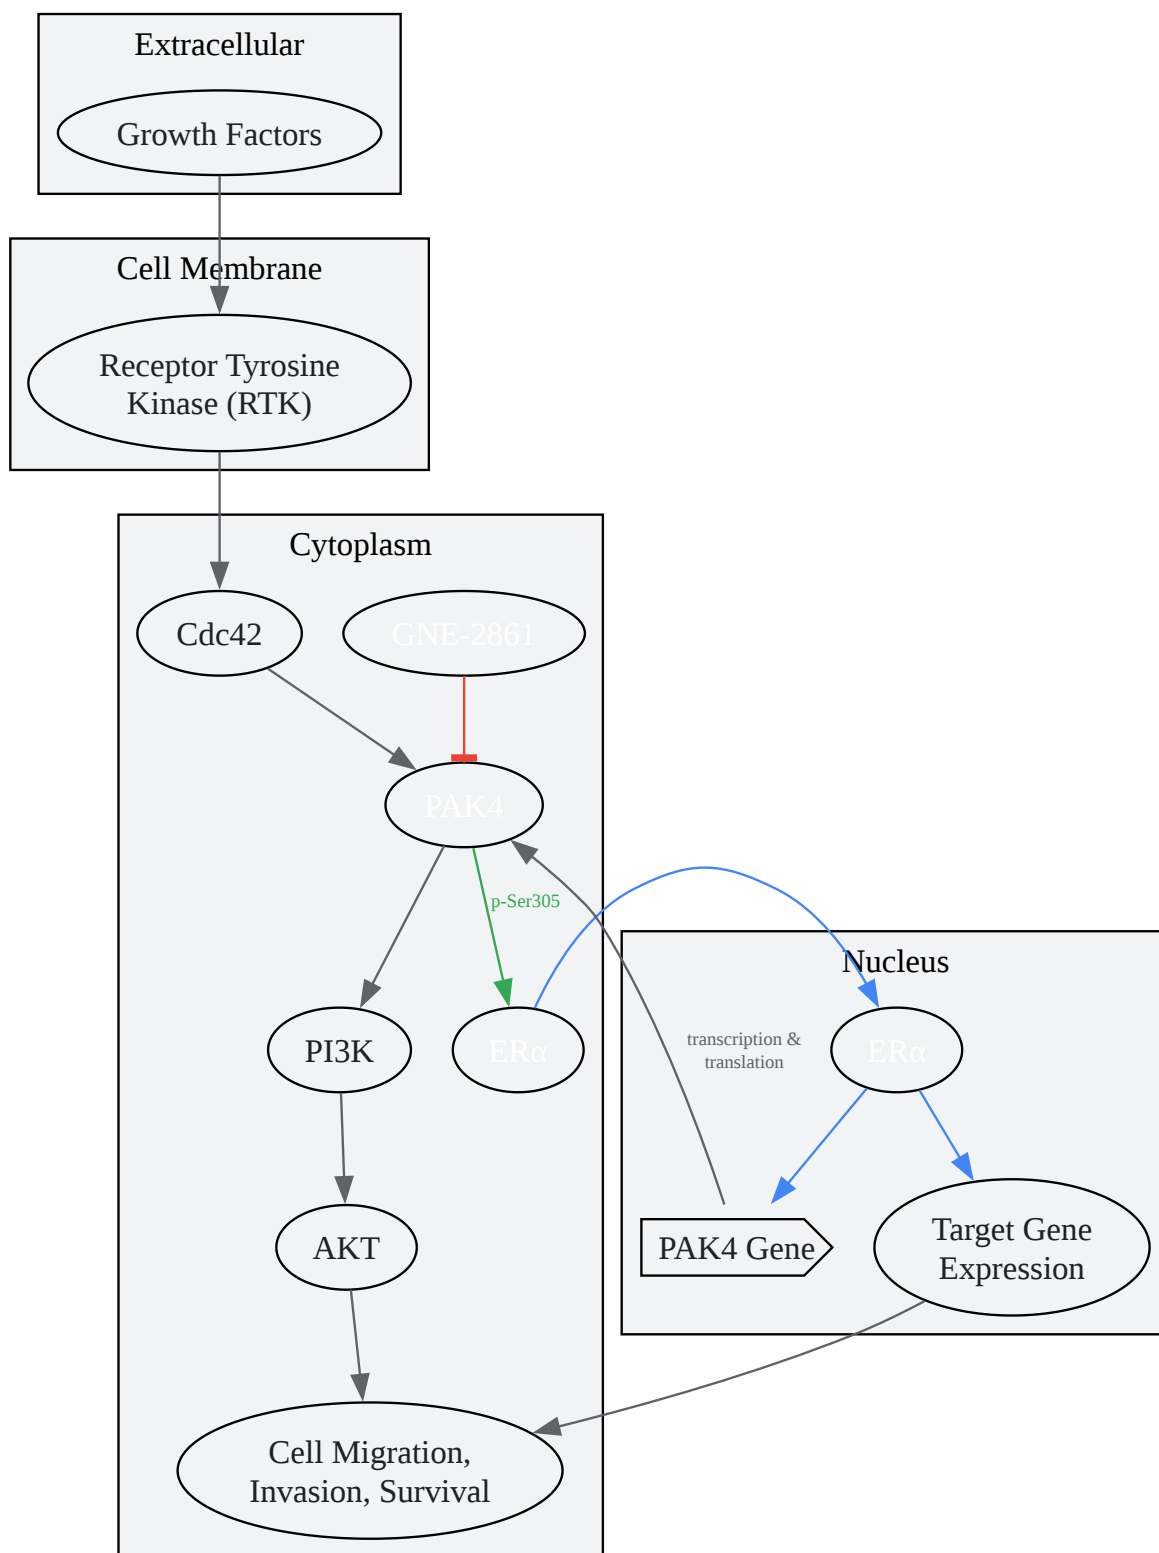 Extracellular
Growth Factors
Cell Membrane
Receptor Tyrosine
Kinase (RTK)
Cytoplasm
Cdc42
GNE-2861
PAK4
p-Ser305
Nucleus
transcription &
translation
PI3K
ERα
ERα
AKT
PAK4 Gene
Target Gene
Expression
Cell Migration,
Invasion, Survival